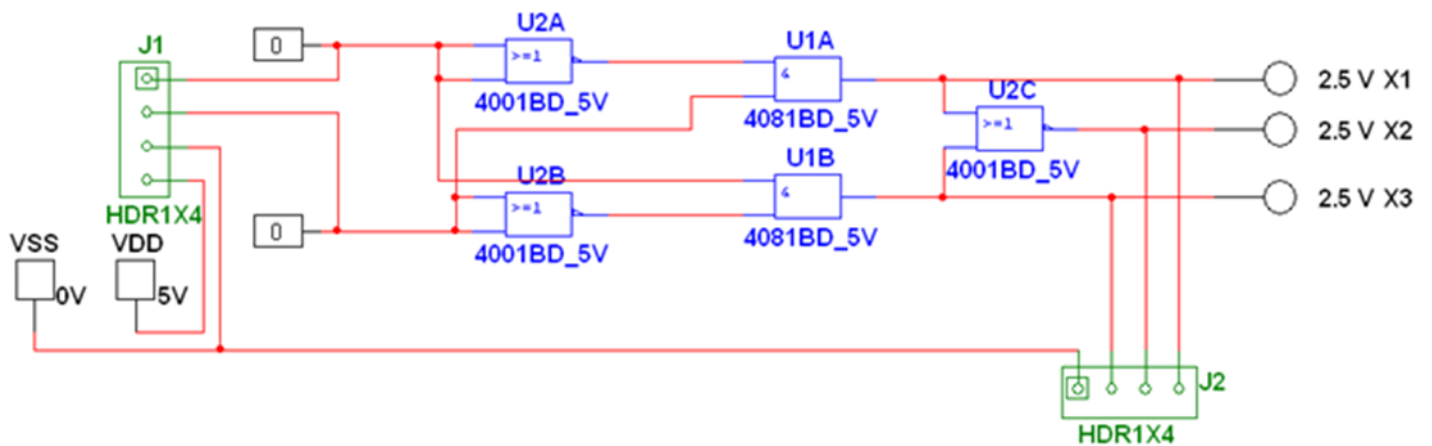 J1
0
U2A
>=1
4001BD_5V
U1A
&
4081BD_5V
2.5 V X1
U2C
>=1
4001BD_5V
2.5 V X2
U1B
&
4081BD_5V
2.5 V X3
HDR1X4
0
U2B
>=1
4001BD_5V
VSS
0V
VDD
5V
J2
HDR1X4